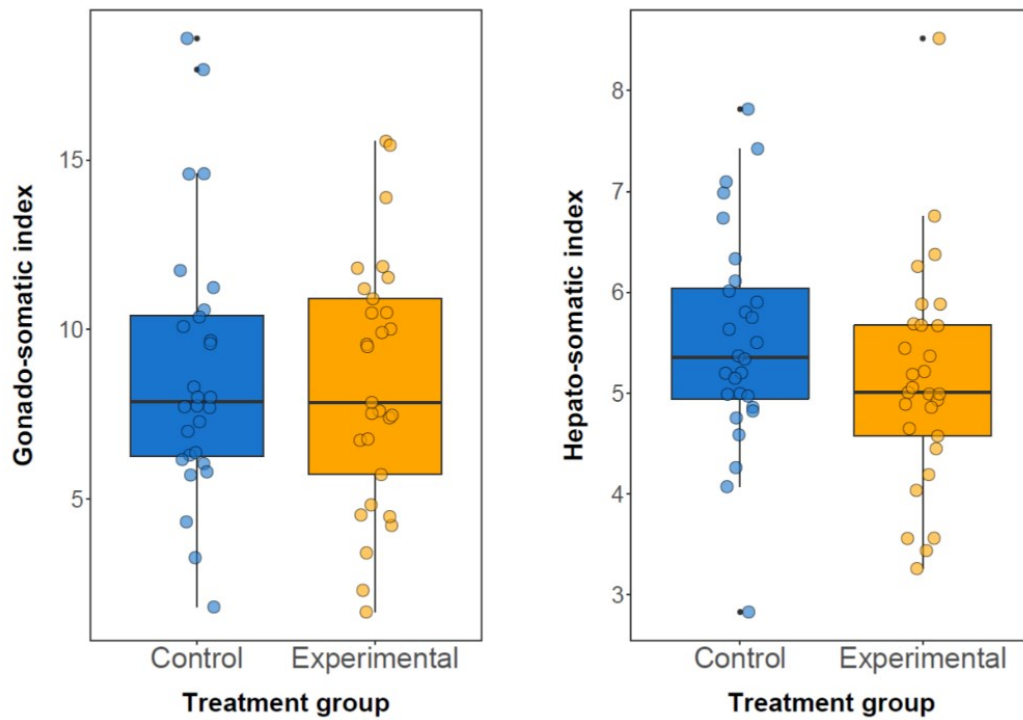 Gonado-somatic index
15
10
5
Control Experimental
Treatment group
Hepato-somatic index
8
7
6
5
4
3
Control Experimental
Treatment group